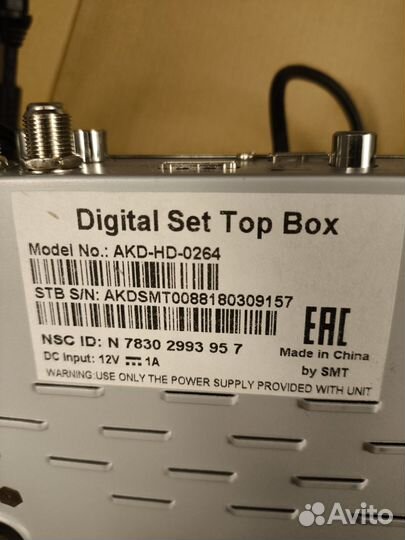 Digital Set Top Box
Model No.: AKD-HD-0264
STB S/N: AKDSMT0088180309157
NSC ID: N 7830 2993 95 7
DC Input: 12V ⎓ 1A
WARNING:USE ONLY THE POWER SUPPLY PROVIDED WITH UNIT
EAC
Made in China
by SMT
Avito